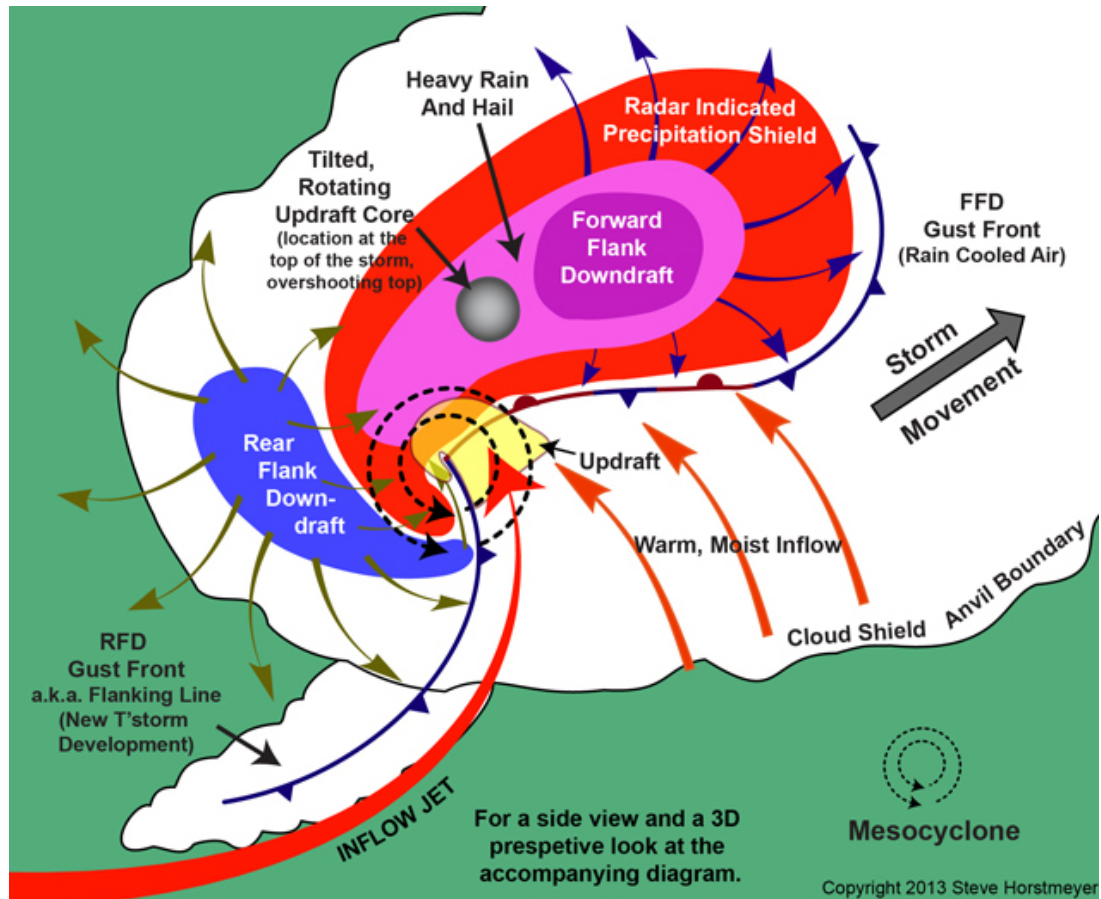 Heavy Rain
And Hail
Radar Indicated
Precipitation Shield
Tilted,
Rotating
Updraft Core
(location at the
top of the storm,
overshooting top)
Forward
Flank
Downdraft
FFD
Gust Front
(Rain Cooled Air)
Storm
Movement
Rear
Flank
Down-
draft
Updraft
Warm, Moist Inflow
Cloud Shield
Anvil Boundary
RFD
Gust Front
a.k.a. Flanking Line
(New T'storm
Development)
INFLOW JET
For a side view and a 3D
prespetive look at the
accompanying diagram.
Mesocyclone
Copyright 2013 Steve Horstmeyer